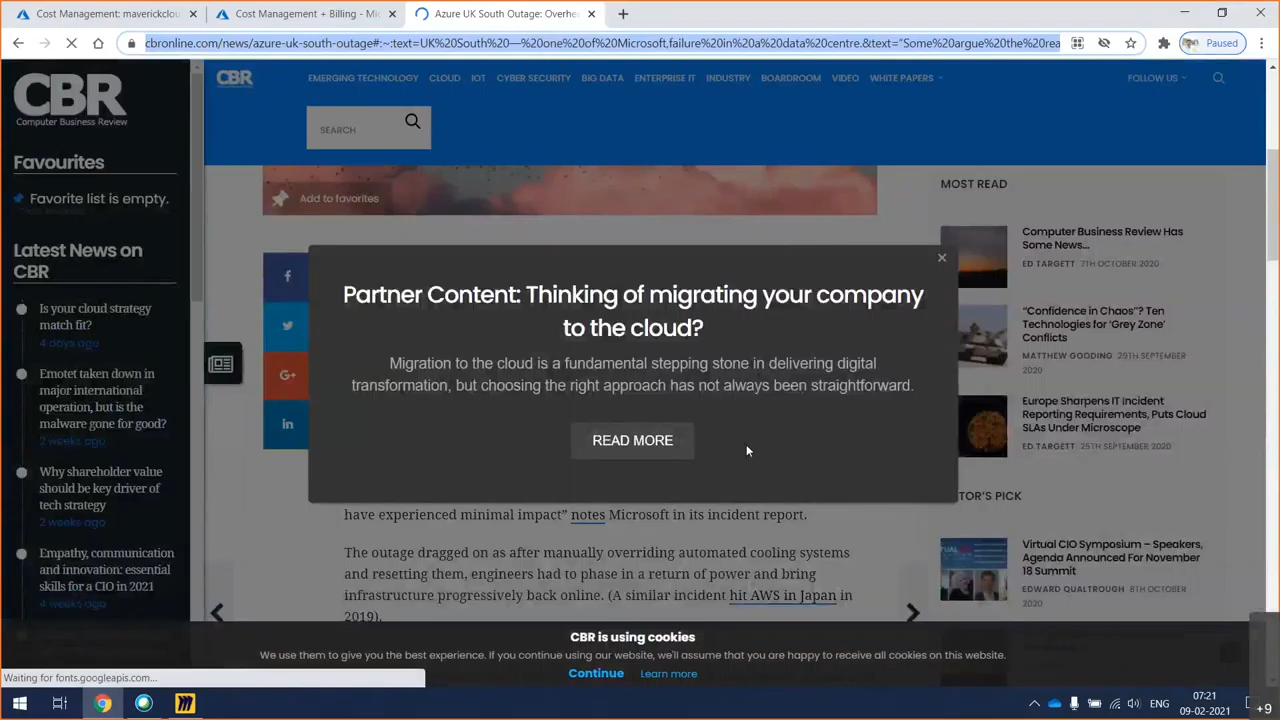 Cost Management: maverickclou
Cost Management + Billing - Mic
Azure UK South Outage: Overhe
cbronline.com/news/azure-uk-south-outage#:~:text=UK%20South%20—%20one%20of%20Microsoft,failure%20in%20a%20data%20centre.&text="Some%20argue%20the%20rea
Paused
CBR
Computer Business Review
Favourites
Favorite list is empty.
Latest News on
CBR
Is your cloud strategy
match fit?
4 days ago
Emotet taken down in
major international
operation, but is the
malware gone for good?
2 weeks ago
Why shareholder value
should be key driver of
tech strategy
2 weeks ago
Empathy, communication
and innovation: essential
skills for a CIO in 2021
4 weeks ago
CBR
EMERGING TECHNOLOGY CLOUD IOT CYBER SECURITY BIG DATA ENTERPRISE IT INDUSTRY BOARDROOM VIDEO WHITE PAPERS
FOLLOW US
SEARCH
Add to favorites
Partner Content: Thinking of migrating your company
to the cloud?
Migration to the cloud is a fundamental stepping stone in delivering digital
transformation, but choosing the right approach has not always been straightforward.
READ MORE
have experienced minimal impact” notes Microsoft in its incident report.
The outage dragged on as after manually overriding automated cooling systems
and resetting them, engineers had to phase in a return of power and bring
infrastructure progressively back online. (A similar incident hit AWS in Japan in
2019).
MOST READ
Computer Business Review Has
Some News…
ED TARGETT 7TH OCTOBER 2020
“Confidence in Chaos”? Ten
Technologies for ‘Grey Zone’
Conflicts
MATTHEW GOODING 29TH SEPTEMBER
2020
Europe Sharpens IT Incident
Reporting Requirements, Puts Cloud
SLAs Under Microscope
ED TARGETT 25TH SEPTEMBER 2020
TOR’S PICK
Virtual CIO Symposium – Speakers,
Agenda Announced For November
18 Summit
EDWARD QUALTROUGH 8TH OCTOBER
2020
CBR is using cookies
We use them to give you the best experience. If you continue using our website, we'll assume that you are happy to receive all cookies on this website.
Continue Learn more
Waiting for fonts.googleapis.com...
ENG
07:21
09-02-2021
+9